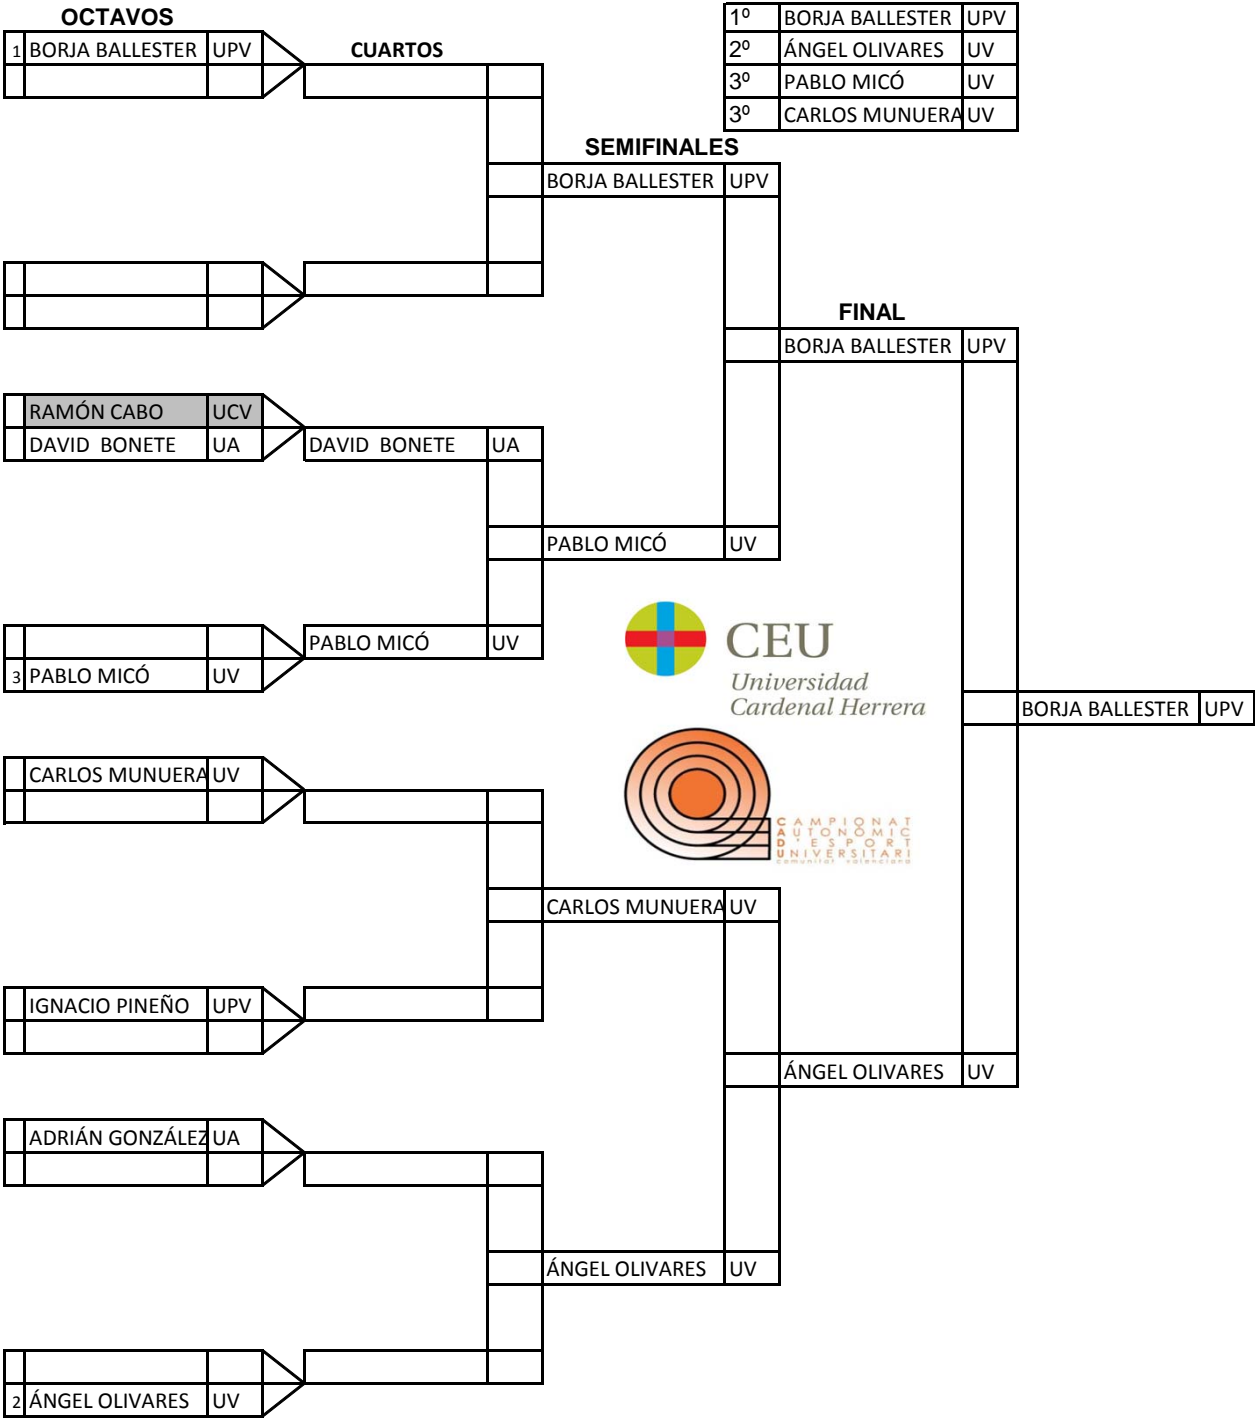 OCTAVOS
1º BORJA BALLESTER UPV
1 BORJA BALLESTER UPV
CUARTOS
2º ÁNGEL OLIVARES UV
3º PABLO MICÓ UV
3º CARLOS MUNUERA UV
SEMIFINALES
BORJA BALLESTER UPV
FINAL
BORJA BALLESTER UPV
RAMÓN CABO UCV
DAVID BONETE UA
DAVID BONETE UA
PABLO MICÓ UV
PABLO MICÓ UV
3 PABLO MICÓ UV
CEU
Universidad
Cardenal Herrera
BORJA BALLESTER UPV
CARLOS MUNUERA UV
CAMPIONAT
AUTONÒMIC
D'ESPORT
UNIVERSITARI
comunitat valenciana
CARLOS MUNUERA UV
IGNACIO PINEÑO UPV
ÁNGEL OLIVARES UV
ADRIÁN GONZÁLEZ UA
ÁNGEL OLIVARES UV
2 ÁNGEL OLIVARES UV